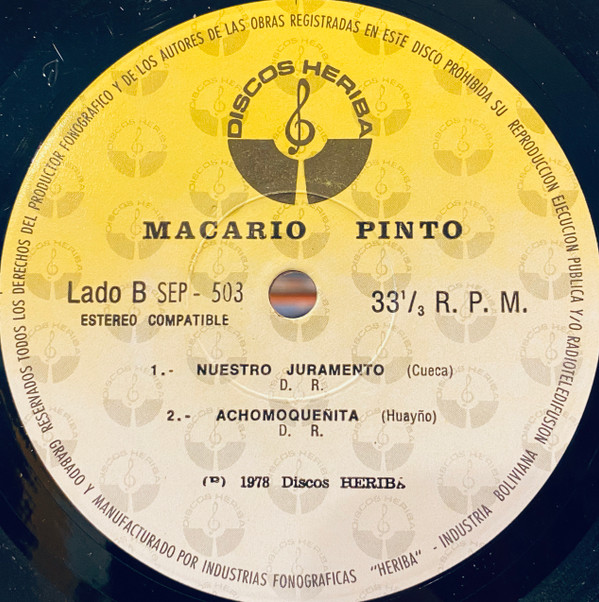 RESERVADOS TODOS LOS DERECHOS DEL PRODUCTOR FONOGRAFICO Y DE LOS AUTORES DE LAS OBRAS REGISTRADAS EN ESTE DISCO PROHIBIDA SU REPRODUCCION EJECUCION PUBLICA Y/O RADIOTELEDIFUSION
DISCOS HERIBA
MACARIO PINTO
Lado B SEP - 503
ESTEREO COMPATIBLE
33 1/3 R. P. M.
1.- NUESTRO JURAMENTO (Cueca)
D. R.
2.- ACHOMOQUEÑITA (Huayño)
D. R.
(P) 1978 Discos HERIBA
GRABADO Y MANUFACTURADO POR INDUSTRIAS FONOGRAFICAS "HERIBA" - INDUSTRIA BOLIVIANA